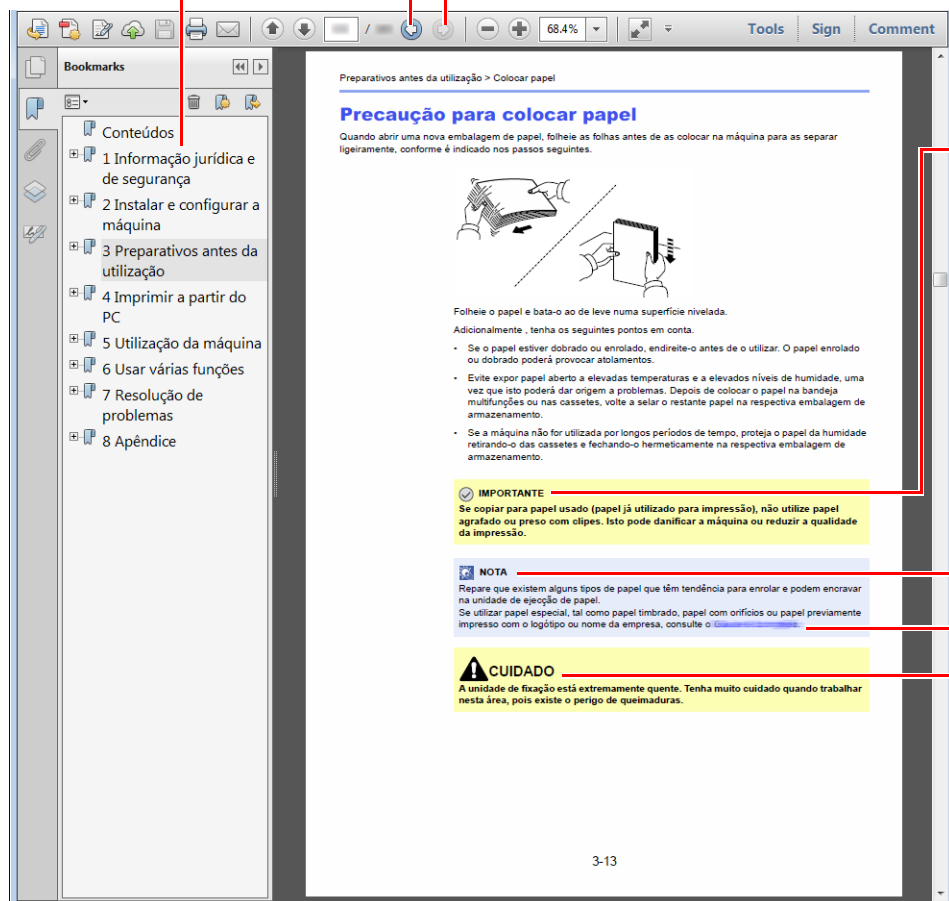 / 68.4% Tools Sign Comment
Bookmarks
Conteúdos
1 Informação jurídica e
de segurança
2 Instalar e configurar a
máquina
3 Preparativos antes da
utilização
4 Imprimir a partir do
PC
5 Utilização da máquina
6 Usar várias funções
7 Resolução de
problemas
8 Apêndice
Preparativos antes da utilização > Colocar papel
Precaução para colocar papel
Quando abrir uma nova embalagem de papel, folheie as folhas antes de as colocar na máquina para as separar
ligeiramente, conforme é indicado nos passos seguintes.
Folheie o papel e bata-o ao de leve numa superfície nivelada.
Adicionalmente , tenha os seguintes pontos em conta.
• Se o papel estiver dobrado ou enrolado, endireite-o antes de o utilizar. O papel enrolado
ou dobrado poderá provocar atolamentos.
• Evite expor papel aberto a elevadas temperaturas e a elevados níveis de humidade, uma
vez que isto poderá dar origem a problemas. Depois de colocar o papel na bandeja
multifunções ou nas cassetes, volte a selar o restante papel na respectiva embalagem de
armazenamento.
• Se a máquina não for utilizada por longos períodos de tempo, proteja o papel da humidade
retirando-o das cassetes e fechando-o hermeticamente na respectiva embalagem de
armazenamento.
IMPORTANTE
Se copiar para papel usado (papel já utilizado para impressão), não utilize papel
agrafado ou preso com clipes. Isto pode danificar a máquina ou reduzir a qualidade
da impressão.
NOTA
Repare que existem alguns tipos de papel que têm tendência para enrolar e podem encravar
na unidade de ejecção de papel.
Se utilizar papel especial, tal como papel timbrado, papel com orifícios ou papel previamente
impresso com o logótipo ou nome da empresa, consulte o
CUIDADO
A unidade de fixação está extremamente quente. Tenha muito cuidado quando trabalhar
nesta área, pois existe o perigo de queimaduras.
3-13